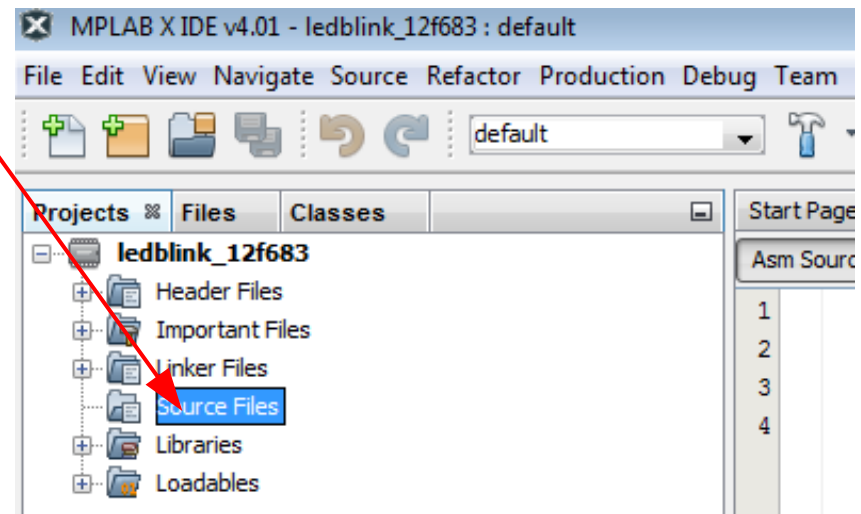 MPLAB X IDE v4.01 - ledblink_12f683 : default
File Edit View Navigate Source Refactor Production Debug Team
default
Projects Files Classes
Start Page
ledblink_12f683
Asm Sourc
Header Files
1
Important Files
2
Linker Files
3
Source Files
4
Libraries
Loadables